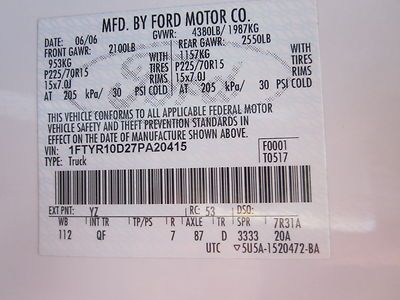 MFD. BY FORD MOTOR CO.
DATE: 06/06 GVWR: 4380LB/ 1987KG
FRONT GAWR: 2100LB REAR GAWR: 2550LB
953KG WITH 1157KG WITH
P225/70R15 TIRES P225/70R15 TIRES
15x7.0J RIMS 15x7.0J RIMS
AT 205 kPa/ 30 PSI COLD AT 205 kPa/ 30 PSI COLD
THIS VEHICLE CONFORMS TO ALL APPLICABLE FEDERAL MOTOR
VEHICLE SAFETY AND THEFT PREVENTION STANDARDS IN
EFFECT ON THE DATE OF MANUFACTURE SHOWN ABOVE.
VIN: 1FTYR10D27PA20415 F0001
TYPE: Truck T0517
EXT PNT: YZ RC: 53 DSO:
WB INT TR TP/PS R AXLE TR SPR 7R31A
112 QF 7 87 D 3333 20A
UTC 5U5A-1520472-BA